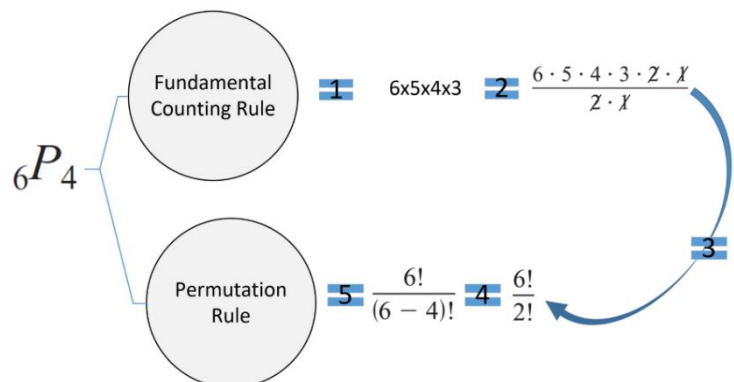 Fundamental
Counting Rule
1
6x5x4x3
2
6 · 5 · 4 · 3 · 2 · 1
2 · 1
3
₆P₄
Permutation
Rule
5
6!
(6 − 4)!
4
6!
2!